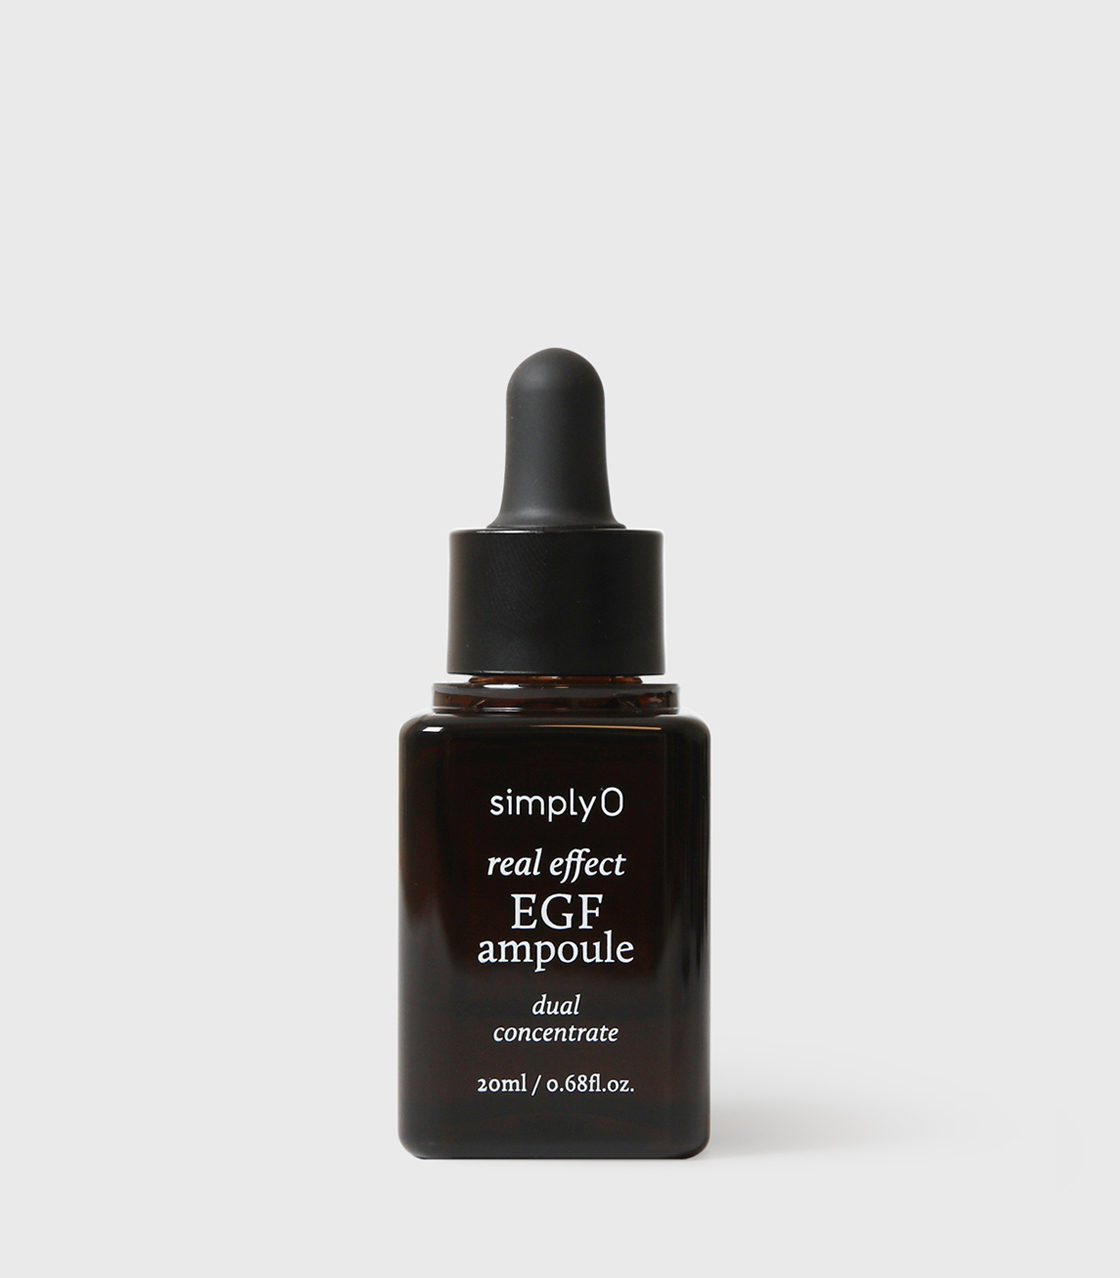 simplyO
real effect
EGF
ampoule
dual
concentrate
20ml / 0.68fl.oz.